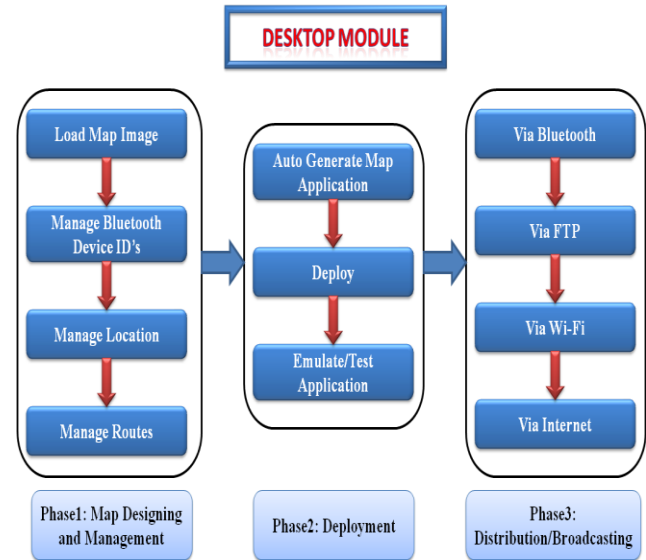 DESKTOP MODULE
Load Map Image
Manage Bluetooth
Device ID's
Manage Location
Manage Routes
Phase1: Map Designing
and Management
Auto Generate Map
Application
Deploy
Emulate/Test
Application
Phase2: Deployment
Via Bluetooth
Via FTP
Via Wi-Fi
Via Internet
Phase3:
Distribution/Broadcasting